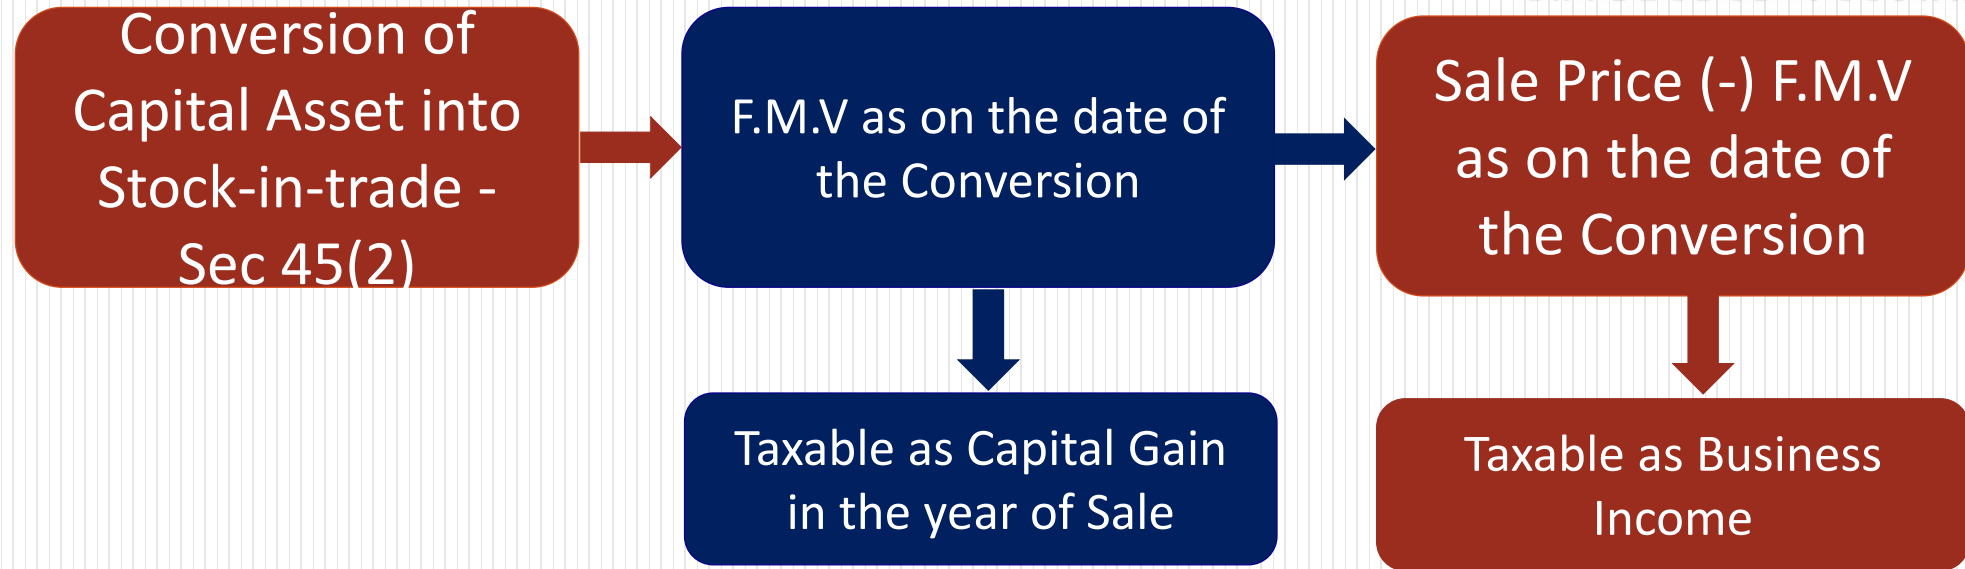 Conversion of
Capital Asset into
Stock-in-trade -
Sec 45(2)
F.M.V as on the date of
the Conversion
Sale Price (-) F.M.V
as on the date of
the Conversion
Taxable as Capital Gain
in the year of Sale
Taxable as Business
Income